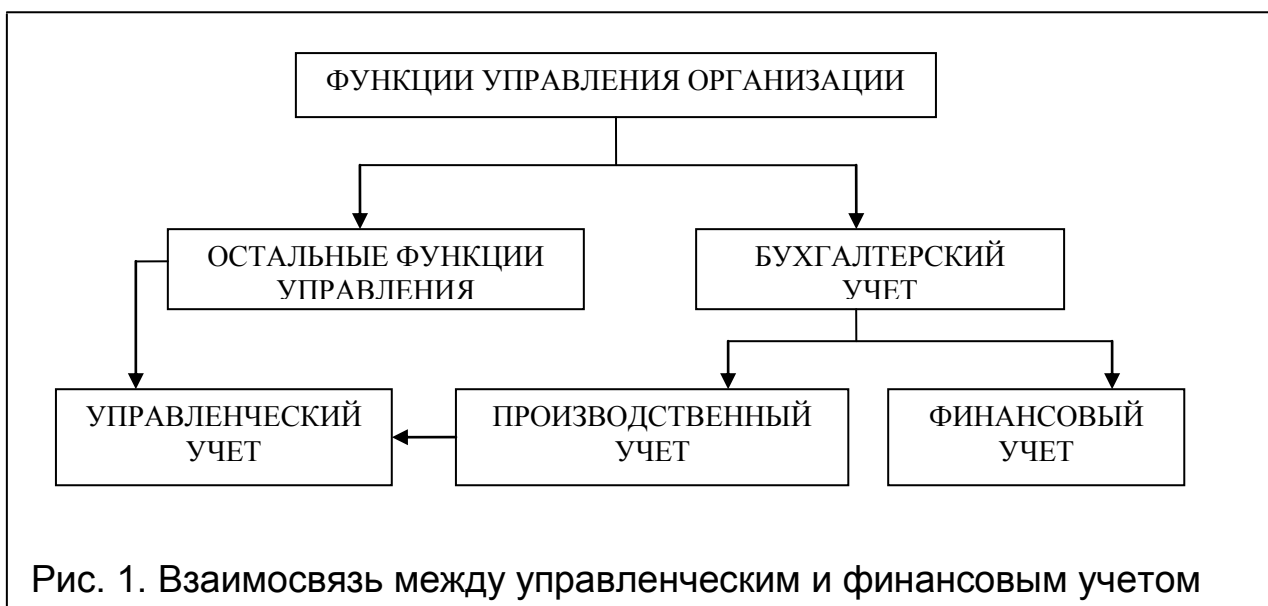 ФУНКЦИИ УПРАВЛЕНИЯ ОРГАНИЗАЦИИ
ОСТАЛЬНЫЕ ФУНКЦИИ
УПРАВЛЕНИЯ
БУХГАЛТЕРСКИЙ
УЧЕТ
УПРАВЛЕНЧЕСКИЙ
УЧЕТ
ПРОИЗВОДСТВЕННЫЙ
УЧЕТ
ФИНАНСОВЫЙ
УЧЕТ
Рис. 1. Взаимосвязь между управленческим и финансовым учетом